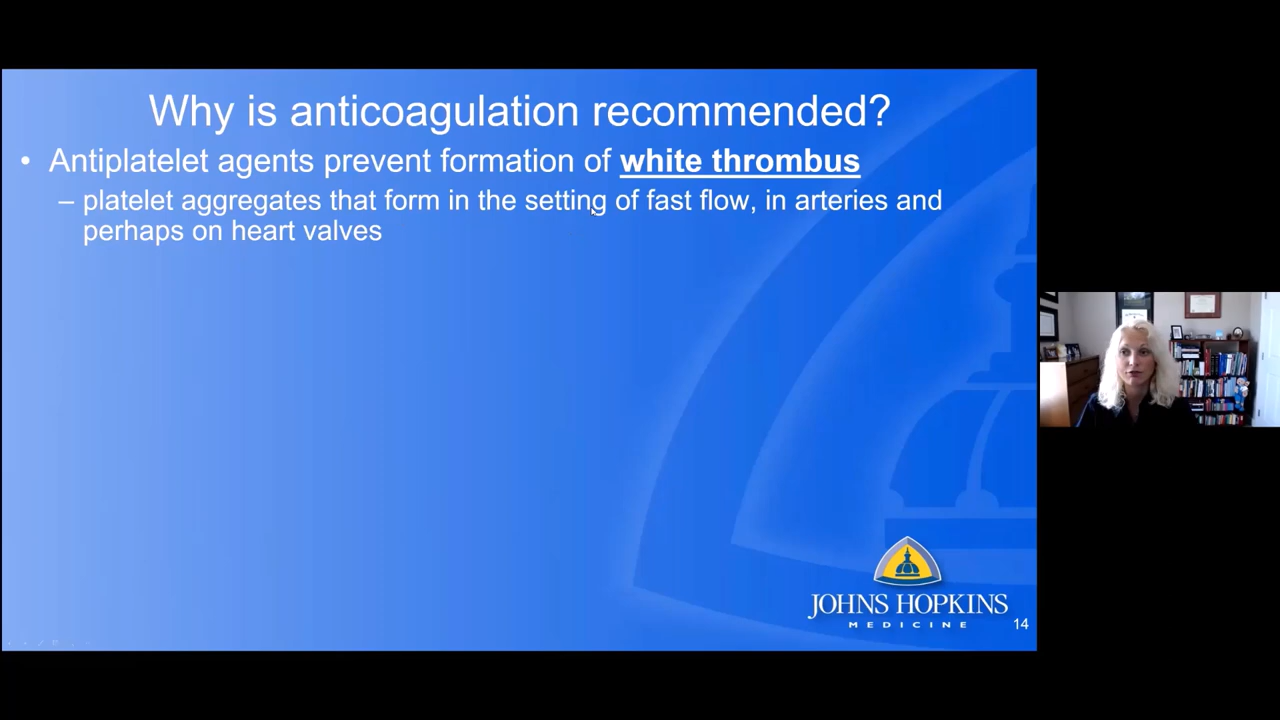 Why is anticoagulation recommended?
• Antiplatelet agents prevent formation of white thrombus
– platelet aggregates that form in the setting of fast flow, in arteries and
perhaps on heart valves
JOHNS HOPKINS
MEDICINE
14